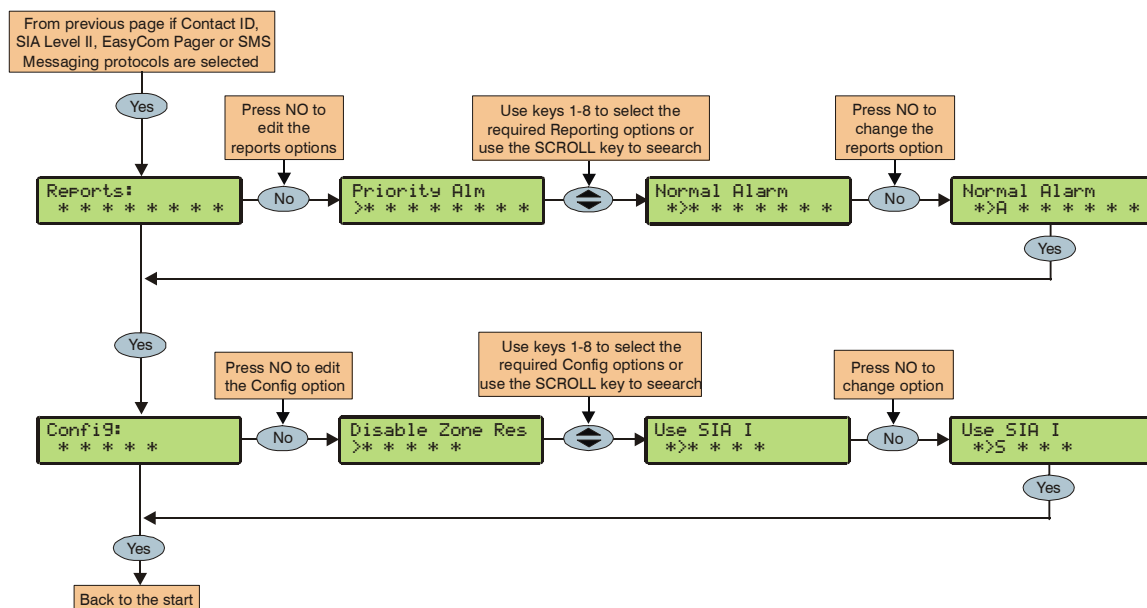 From previous page if Contact ID,
SIA Level II, EasyCom Pager or SMS
Messaging protocols are selected
Yes
Press NO to
edit the
reports options
Use keys 1-8 to select the
required Reporting options or
use the SCROLL key to seearch
Press NO to
change the
reports option
Reports:
* * * * * * * *
No
Priority Alm
>* * * * * * * *
Normal Alarm
*>* * * * * * *
No
Normal Alarm
*>A * * * * * *
Yes
Yes
Press NO to edit
the Config option
Use keys 1-8 to select the
required Config options or
use the SCROLL key to seearch
Press NO to
change option
Config:
* * * * *
No
Disable Zone Res
>* * * * *
Use SIA I
*>* * * *
No
Use SIA I
*>S * * *
Yes
Yes
Back to the start